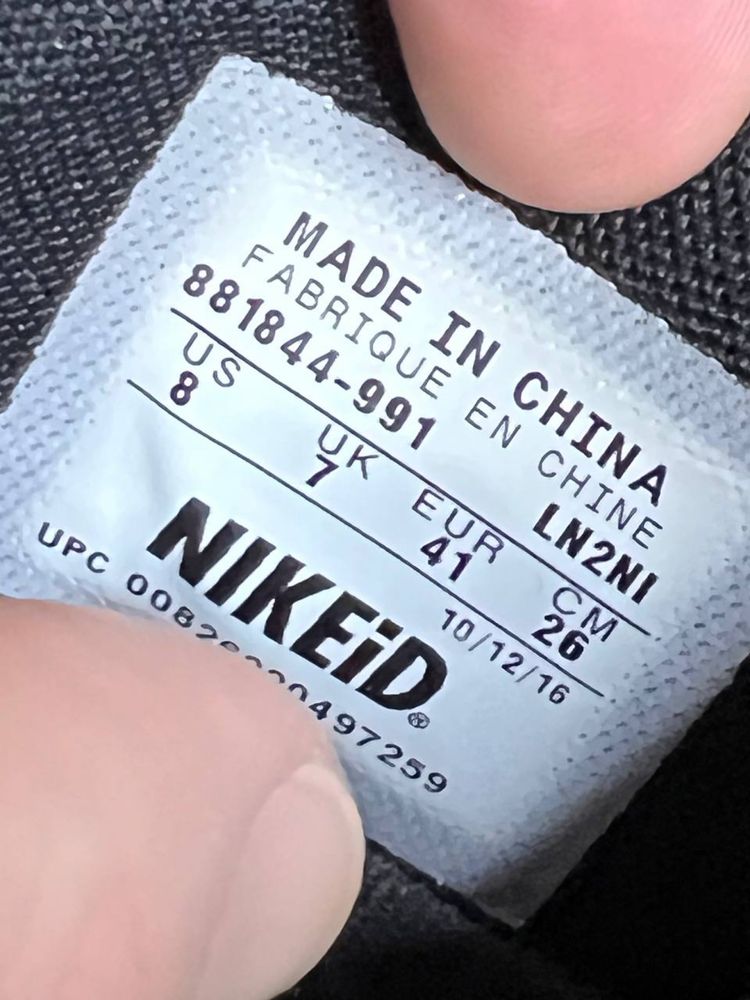 MADE IN CHINA
FABRIQUE EN CHINE
881844-991 LN2NI
US UK EUR CM
8 7 41 26
10/12/16
NIKEiD®
UPC